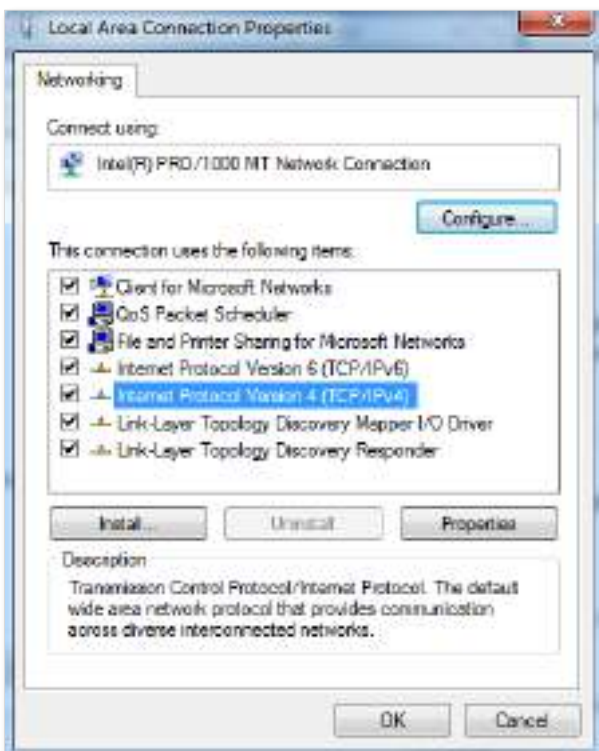 Local Area Connection Properties
Networking
Connect using:
Intel(R) PRO/1000 MT Network Connection
Configure...
This connection uses the following items:
Client for Microsoft Networks
QoS Packet Scheduler
File and Printer Sharing for Microsoft Networks
Internet Protocol Version 6 (TCP/IPv6)
Internet Protocol Version 4 (TCP/IPv4)
Link-Layer Topology Discovery Mapper I/O Driver
Link-Layer Topology Discovery Responder
Install... Uninstall Properties
Description
Transmission Control Protocol/Internet Protocol. The default
wide area network protocol that provides communication
across diverse interconnected networks.
OK Cancel